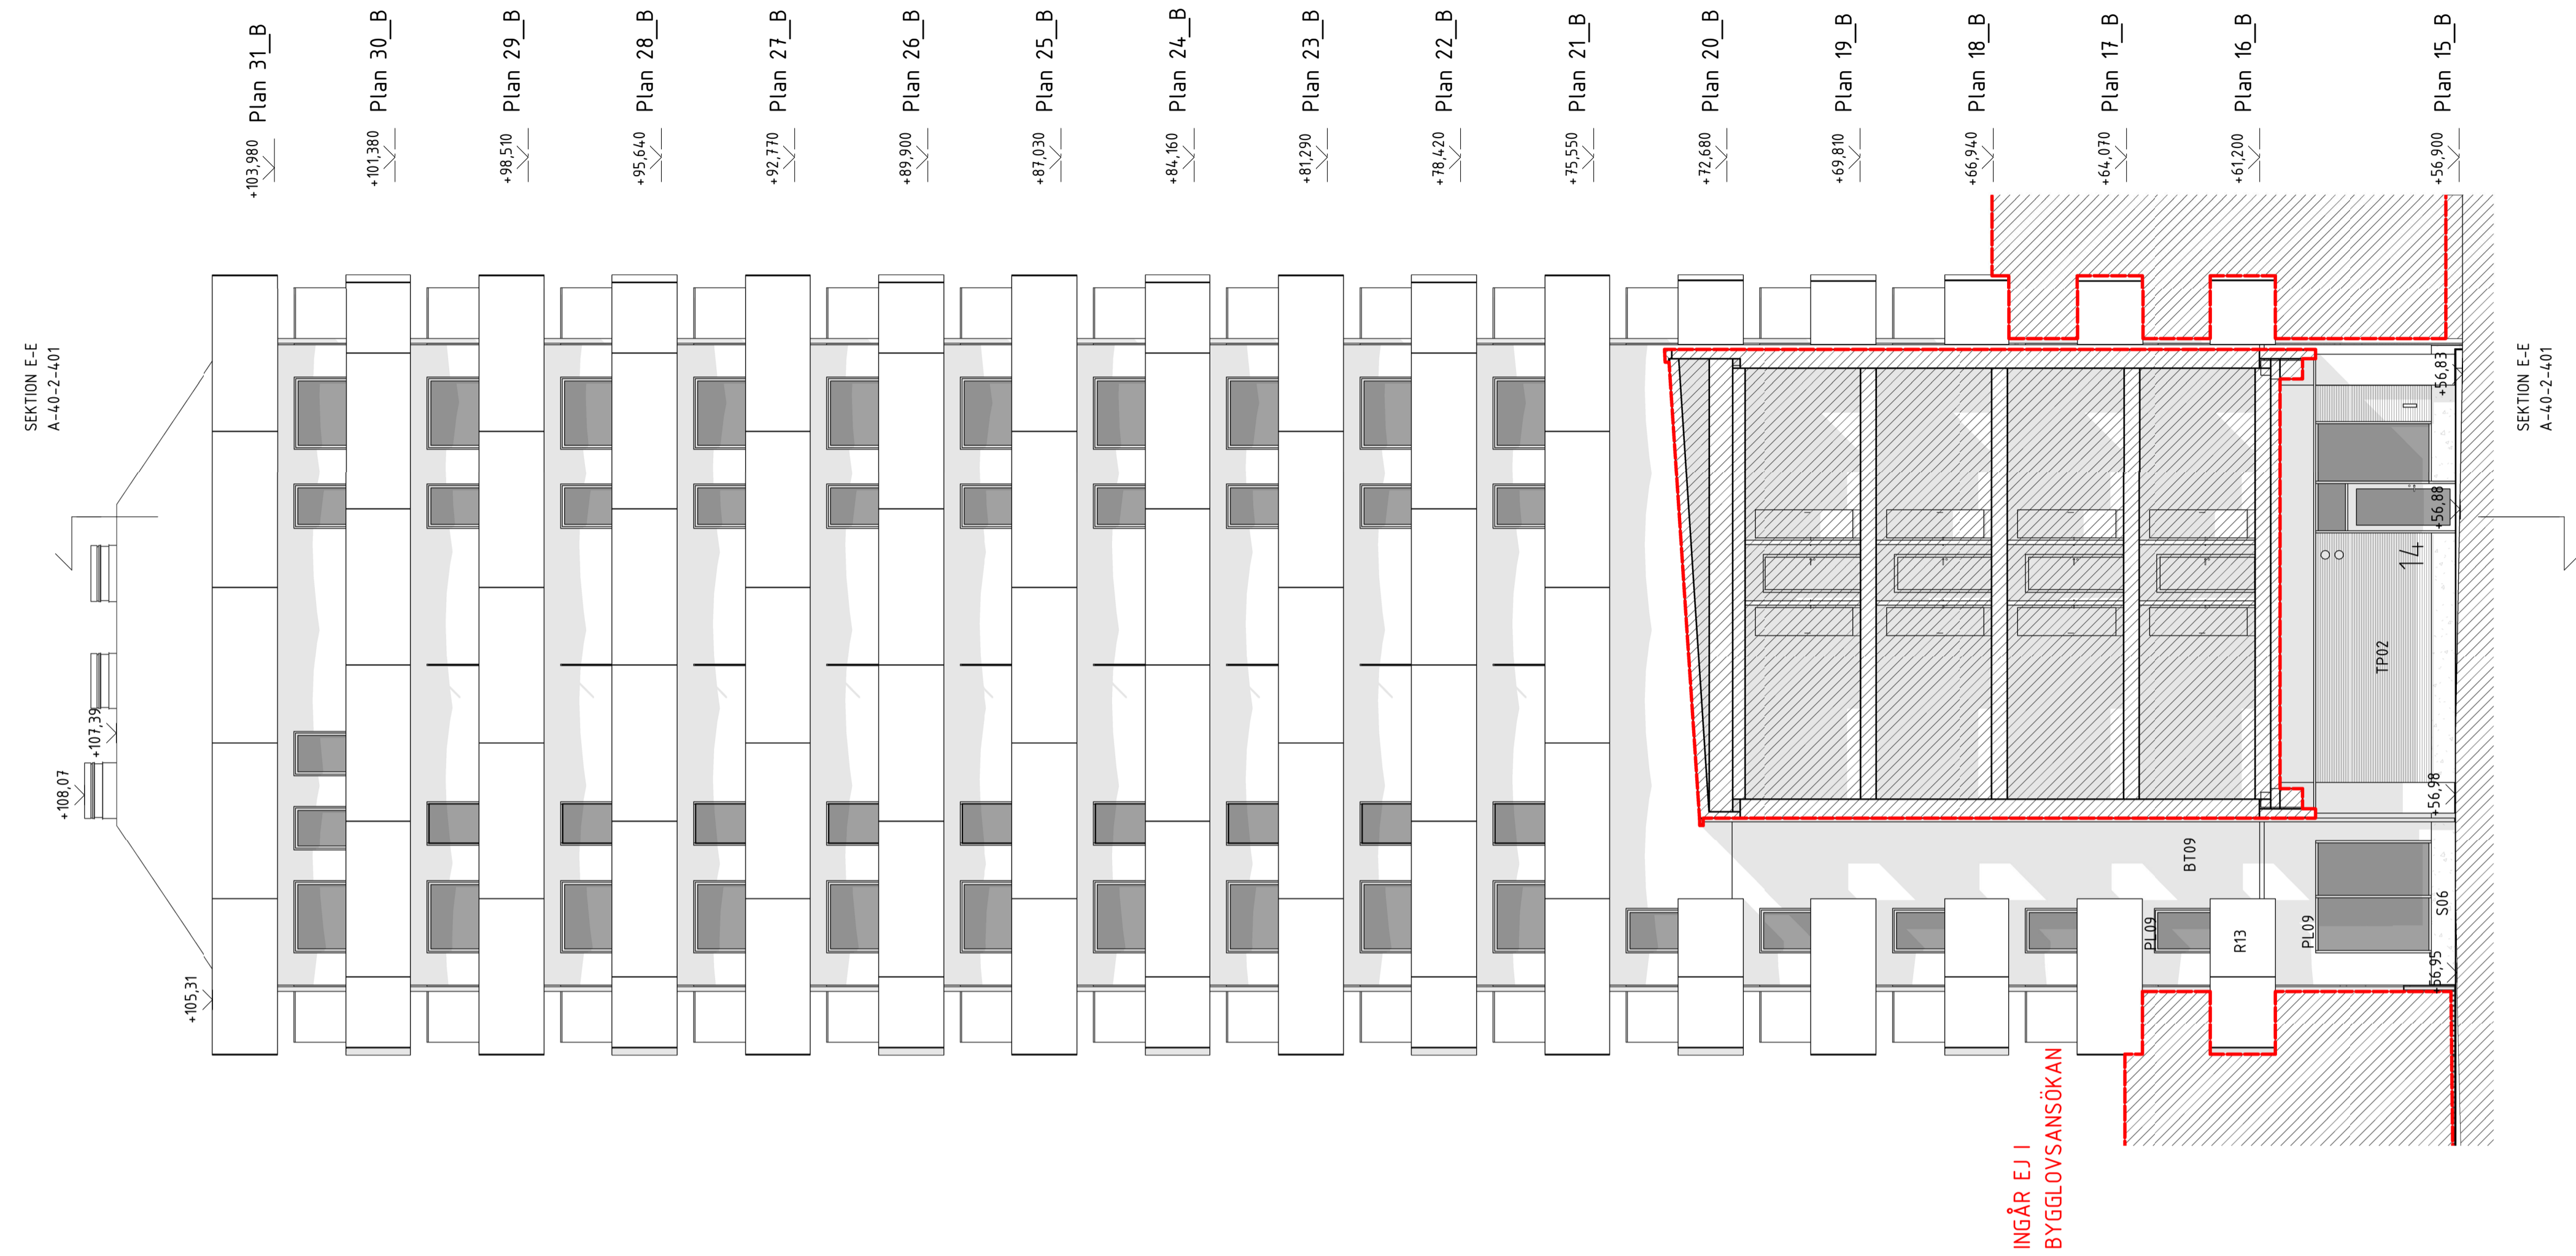 SEKTION E-E
A-40-2-401
+108,07
+107,39
+105,31
Plan 31_B
+103,980
Plan 30_B
+101,380
Plan 29_B
+98,510
Plan 28_B
+95,640
Plan 27_B
+92,770
Plan 26_B
+89,900
Plan 25_B
+87,030
Plan 24_B
+84,160
Plan 23_B
+81,290
Plan 22_B
+78,420
Plan 21_B
+75,550
Plan 20_B
+72,680
Plan 19_B
+69,810
Plan 18_B
+66,940
Plan 17_B
+64,070
Plan 16_B
+61,200
Plan 15_B
+56,900
INGÅR EJ I
BYGGLOVSANSÖKAN
PL09
BT09
R13
PL09
TP02
14
+56,83
+56,88
+56,98
S06
+56,95
SEKTION E-E
A-40-2-401